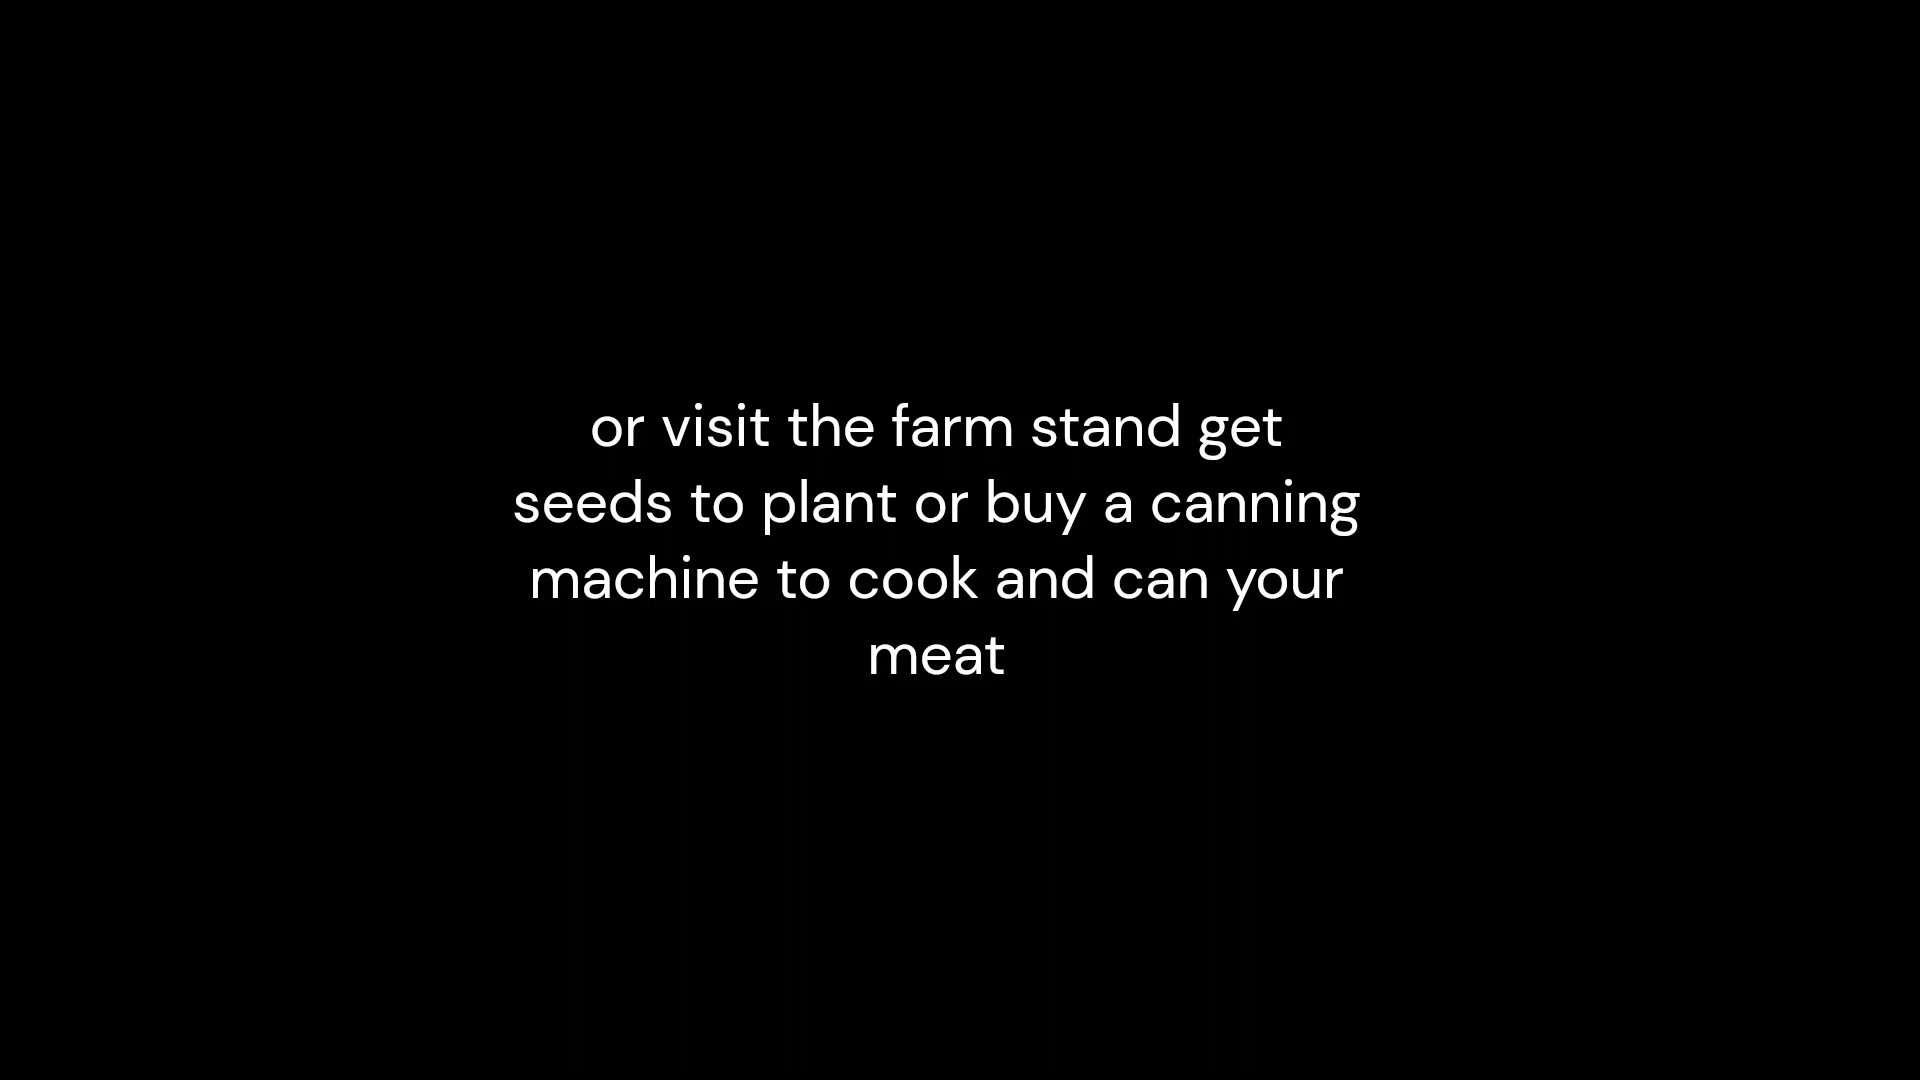 or visit the farm stand get
seeds to plant or buy a canning
machine to cook and can your
meat